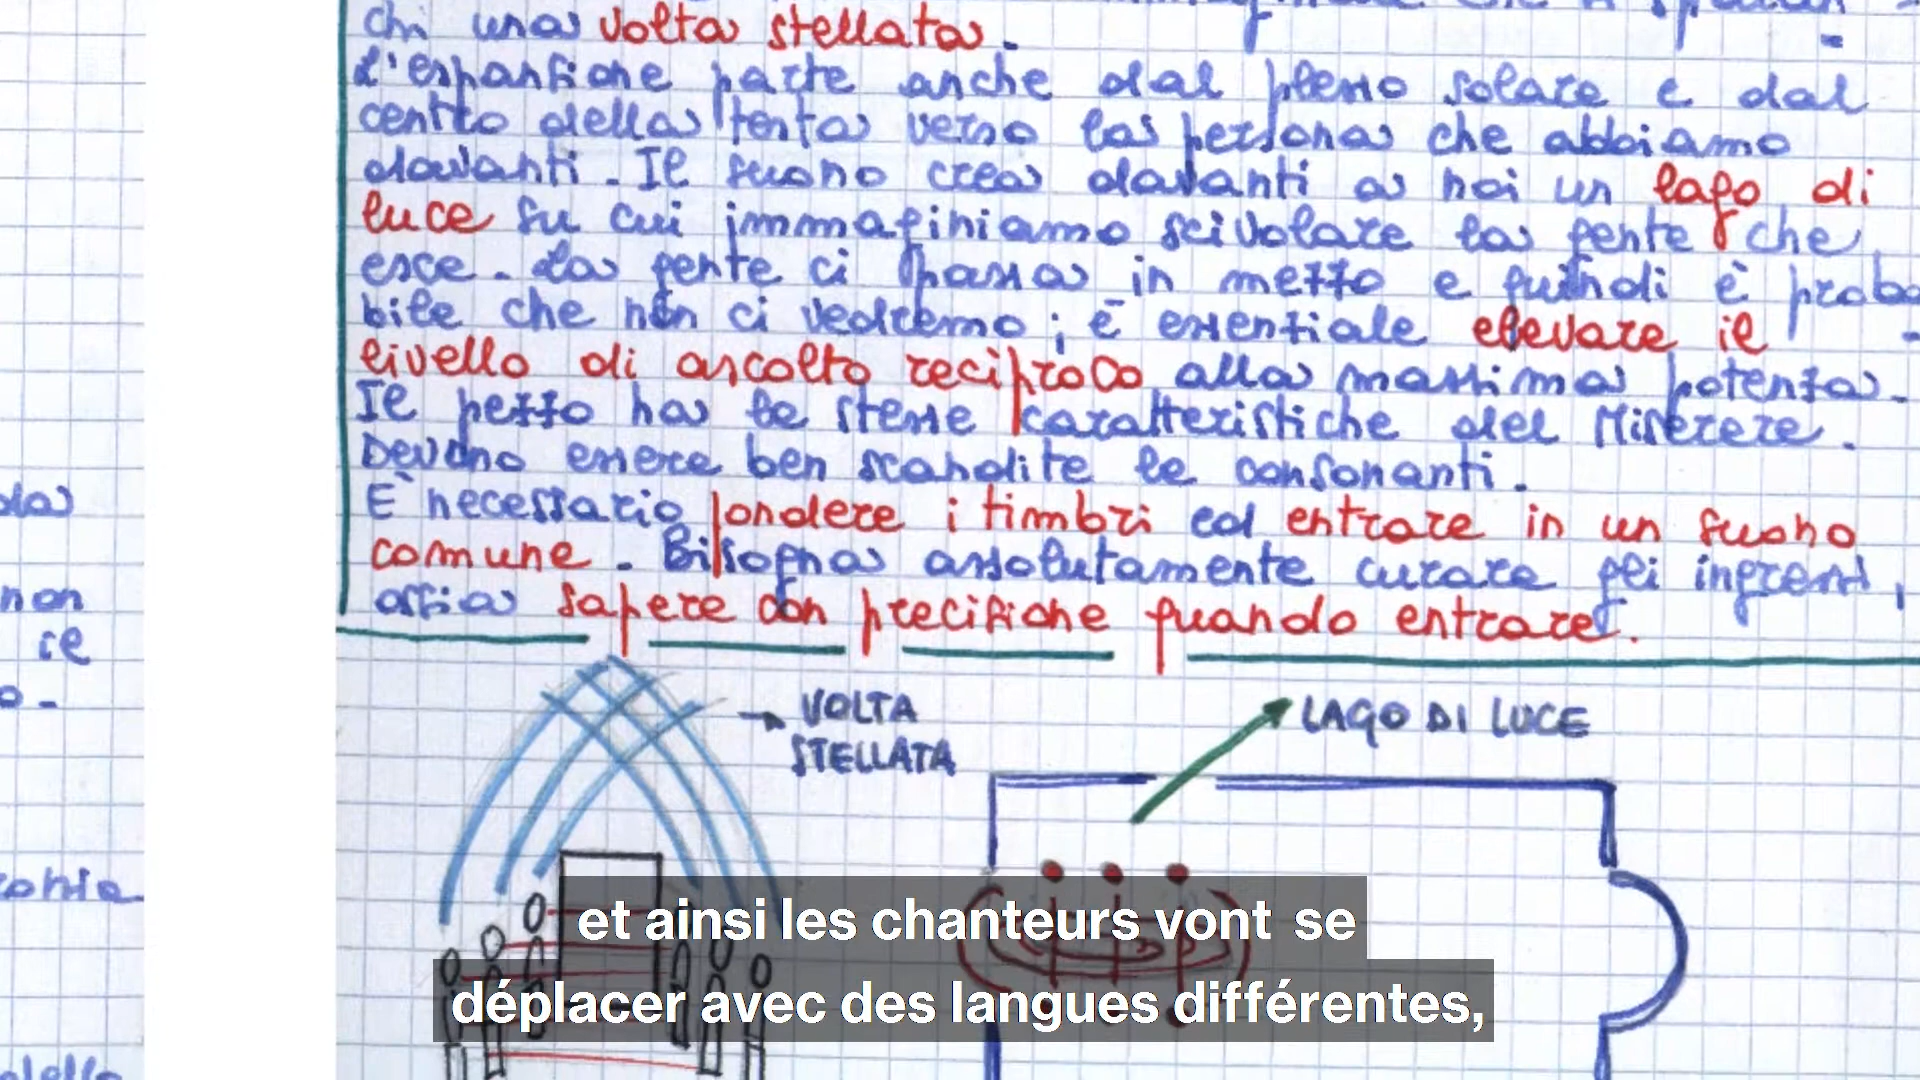 chi una volta stellata.
L'espansione parte anche dal plesso solare e dal
centro della testa verso la persona che abbiamo
davanti. Il suono crea davanti a noi un lago di
luce su cui immaginiamo scivolare la gente che
esce. La gente ci passa in mezzo e quindi è proba
bile che non ci vedremo; è essenziale elevare il
livello di ascolto reciproco alla massima potenza.
Il pezzo ha le stesse caratteristiche del Miserere.
Devono essere ben scandite le consonanti.
E' necessario fondere i timbri ed entrare in un suono
comune. Bisogna assolutamente curare gli ingressi,
ossia sapere con precisione quando entrare.
non
re
→ VOLTA
STELLATA
LAGO DI LUCE
et ainsi les chanteurs vont se
déplacer avec des langues différentes,